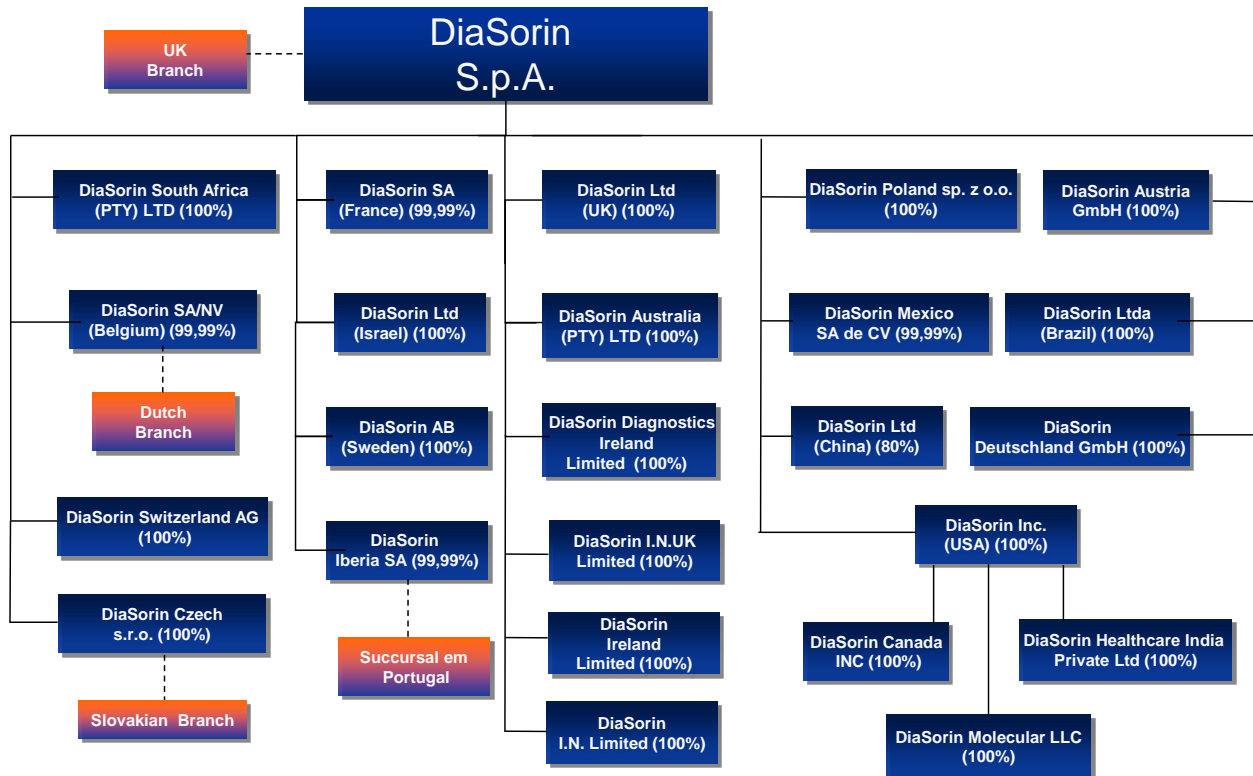 DiaSorin
S.p.A.
UK
Branch
DiaSorin South Africa
(PTY) LTD (100%)
DiaSorin SA
(France) (99,99%)
DiaSorin Ltd
(UK) (100%)
DiaSorin Poland sp. z o.o.
(100%)
DiaSorin Austria
GmbH (100%)
DiaSorin SA/NV
(Belgium) (99,99%)
DiaSorin Ltd
(Israel) (100%)
DiaSorin Australia
(PTY) LTD (100%)
DiaSorin Mexico
SA de CV (99,99%)
DiaSorin Ltda
(Brazil) (100%)
Dutch
Branch
DiaSorin AB
(Sweden) (100%)
DiaSorin Diagnostics
Ireland
Limited (100%)
DiaSorin Ltd
(China) (80%)
DiaSorin
Deutschland GmbH (100%)
DiaSorin Switzerland AG
(100%)
DiaSorin
Iberia SA (99,99%)
DiaSorin I.N.UK
Limited (100%)
DiaSorin Inc.
(USA) (100%)
DiaSorin Czech
s.r.o. (100%)
Succursal em
Portugal
DiaSorin
Ireland
Limited (100%)
DiaSorin Canada
INC (100%)
DiaSorin Healthcare India
Private Ltd (100%)
Slovakian Branch
DiaSorin
I.N. Limited (100%)
DiaSorin Molecular LLC
(100%)